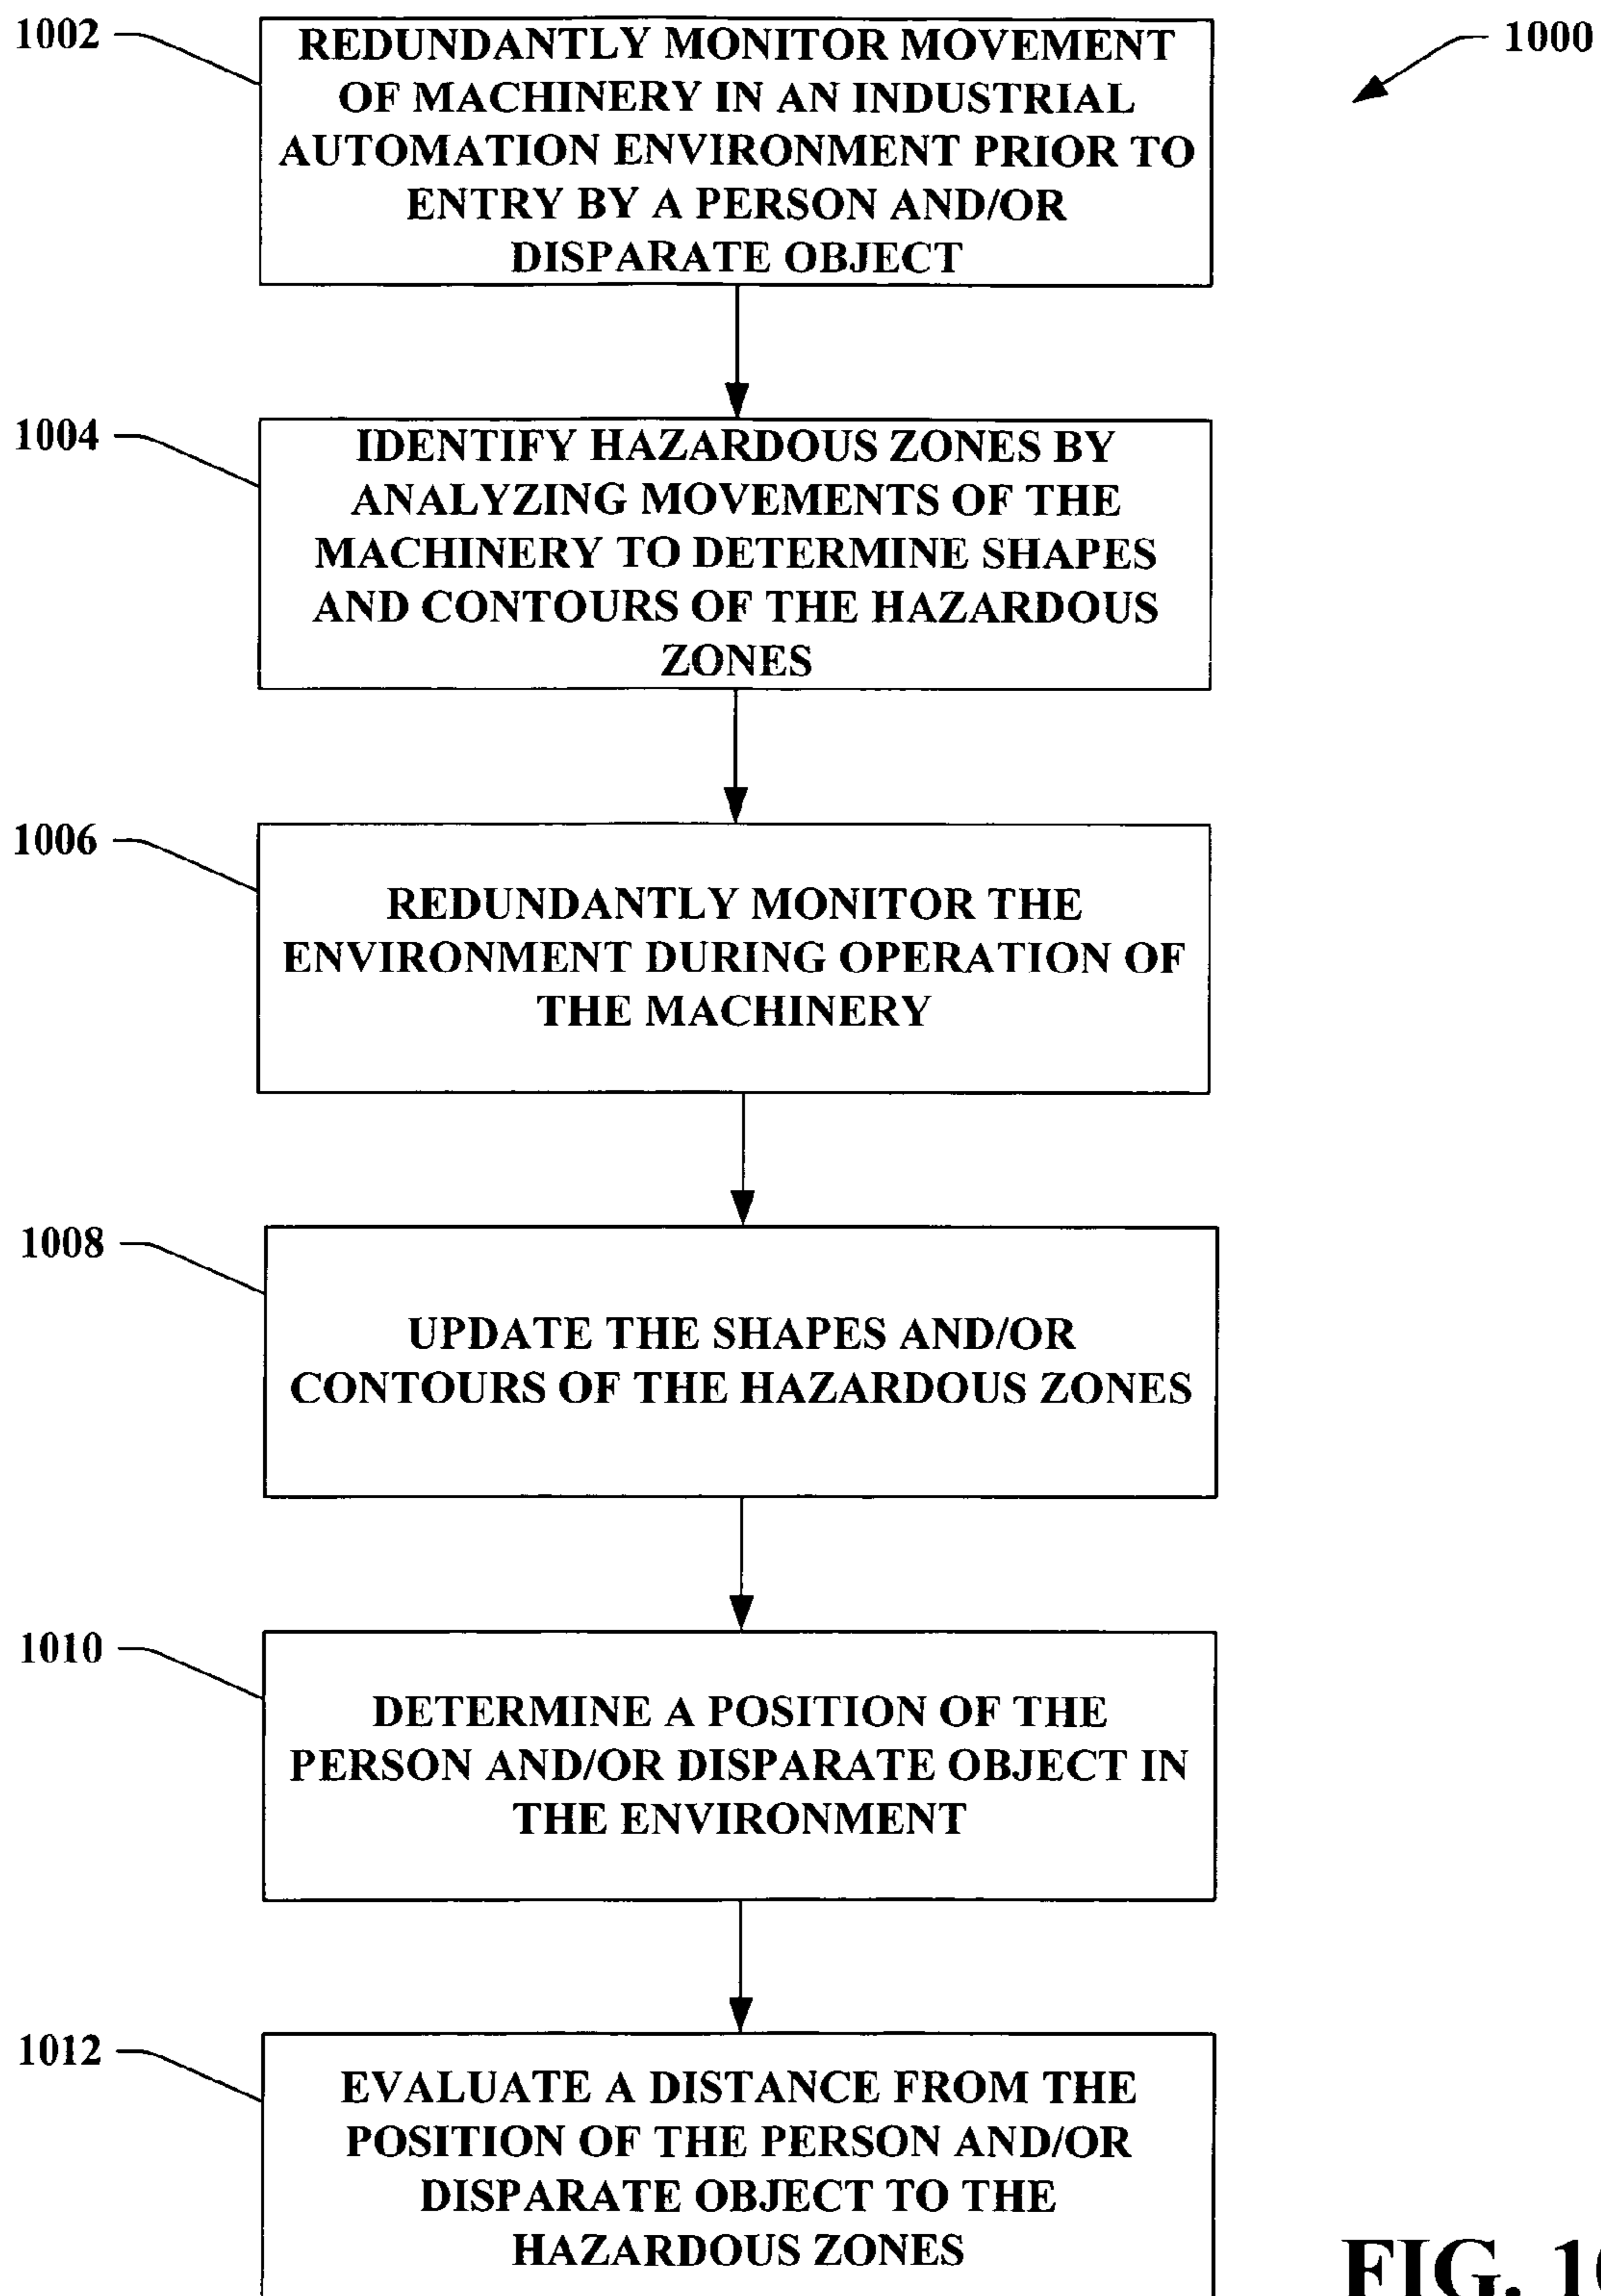 1002
1000
REDUNDANTLY MONITOR MOVEMENT
OF MACHINERY IN AN INDUSTRIAL
AUTOMATION ENVIRONMENT PRIOR TO
ENTRY BY A PERSON AND/OR
DISPARATE OBJECT
1004
IDENTIFY HAZARDOUS ZONES BY
ANALYZING MOVEMENTS OF THE
MACHINERY TO DETERMINE SHAPES
AND CONTOURS OF THE HAZARDOUS
ZONES
1006
REDUNDANTLY MONITOR THE
ENVIRONMENT DURING OPERATION OF
THE MACHINERY
1008
UPDATE THE SHAPES AND/OR
CONTOURS OF THE HAZARDOUS ZONES
1010
DETERMINE A POSITION OF THE
PERSON AND/OR DISPARATE OBJECT IN
THE ENVIRONMENT
1012
EVALUATE A DISTANCE FROM THE
POSITION OF THE PERSON AND/OR
DISPARATE OBJECT TO THE
HAZARDOUS ZONES
FIG.